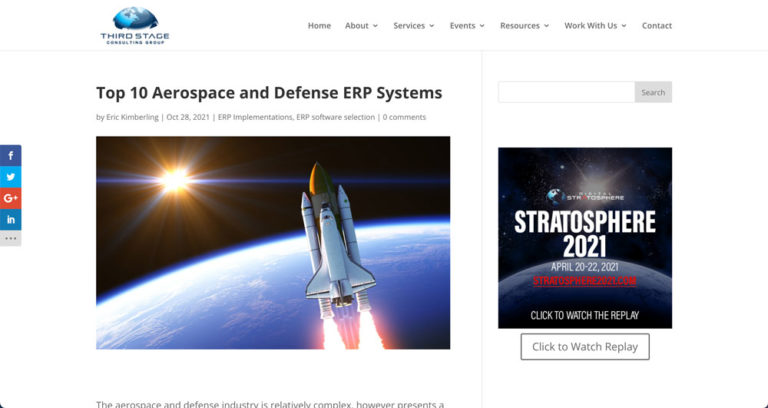 THIRD STAGE
CONSULTING GROUP
Home About Services Events Resources Work With Us Contact
Top 10 Aerospace and Defense ERP Systems
by Eric Kimberling | Oct 28, 2021 | ERP Implementations, ERP software selection | 0 comments
The aerospace and defense industry is relatively complex, however presents a
Search
DIGITAL
STRATOSPHERE
STRATOSPHERE
2021
APRIL 20-22, 2021
STRATOSPHERE2021.COM
CLICK TO WATCH THE REPLAY
Click to Watch Replay